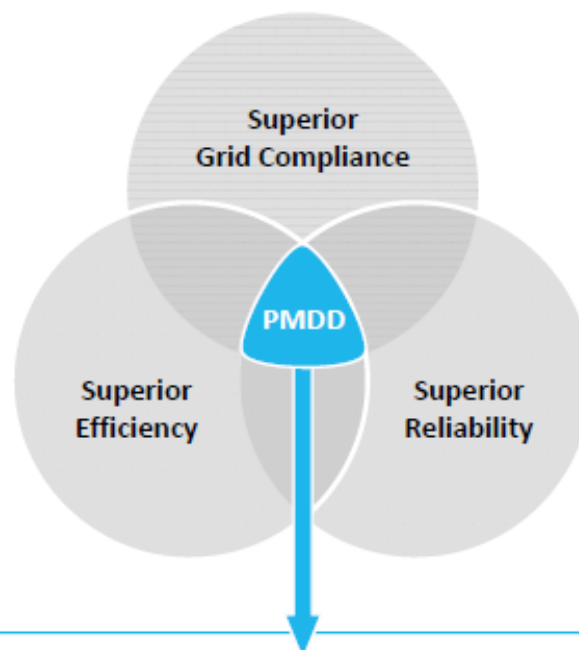 Superior
Grid Compliance
PMDD
Superior
Efficiency
Superior
Reliability